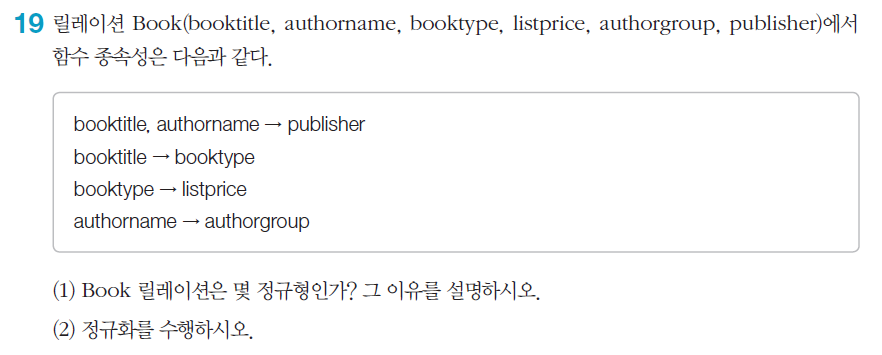 19 릴레이션 Book(booktitle, authorname, booktype, listprice, authorgroup, publisher)에서
함수 종속성은 다음과 같다.
booktitle, authorname → publisher
booktitle → booktype
booktype → listprice
authorname → authorgroup
(1) Book 릴레이션은 몇 정규형인가? 그 이유를 설명하시오.
(2) 정규화를 수행하시오.